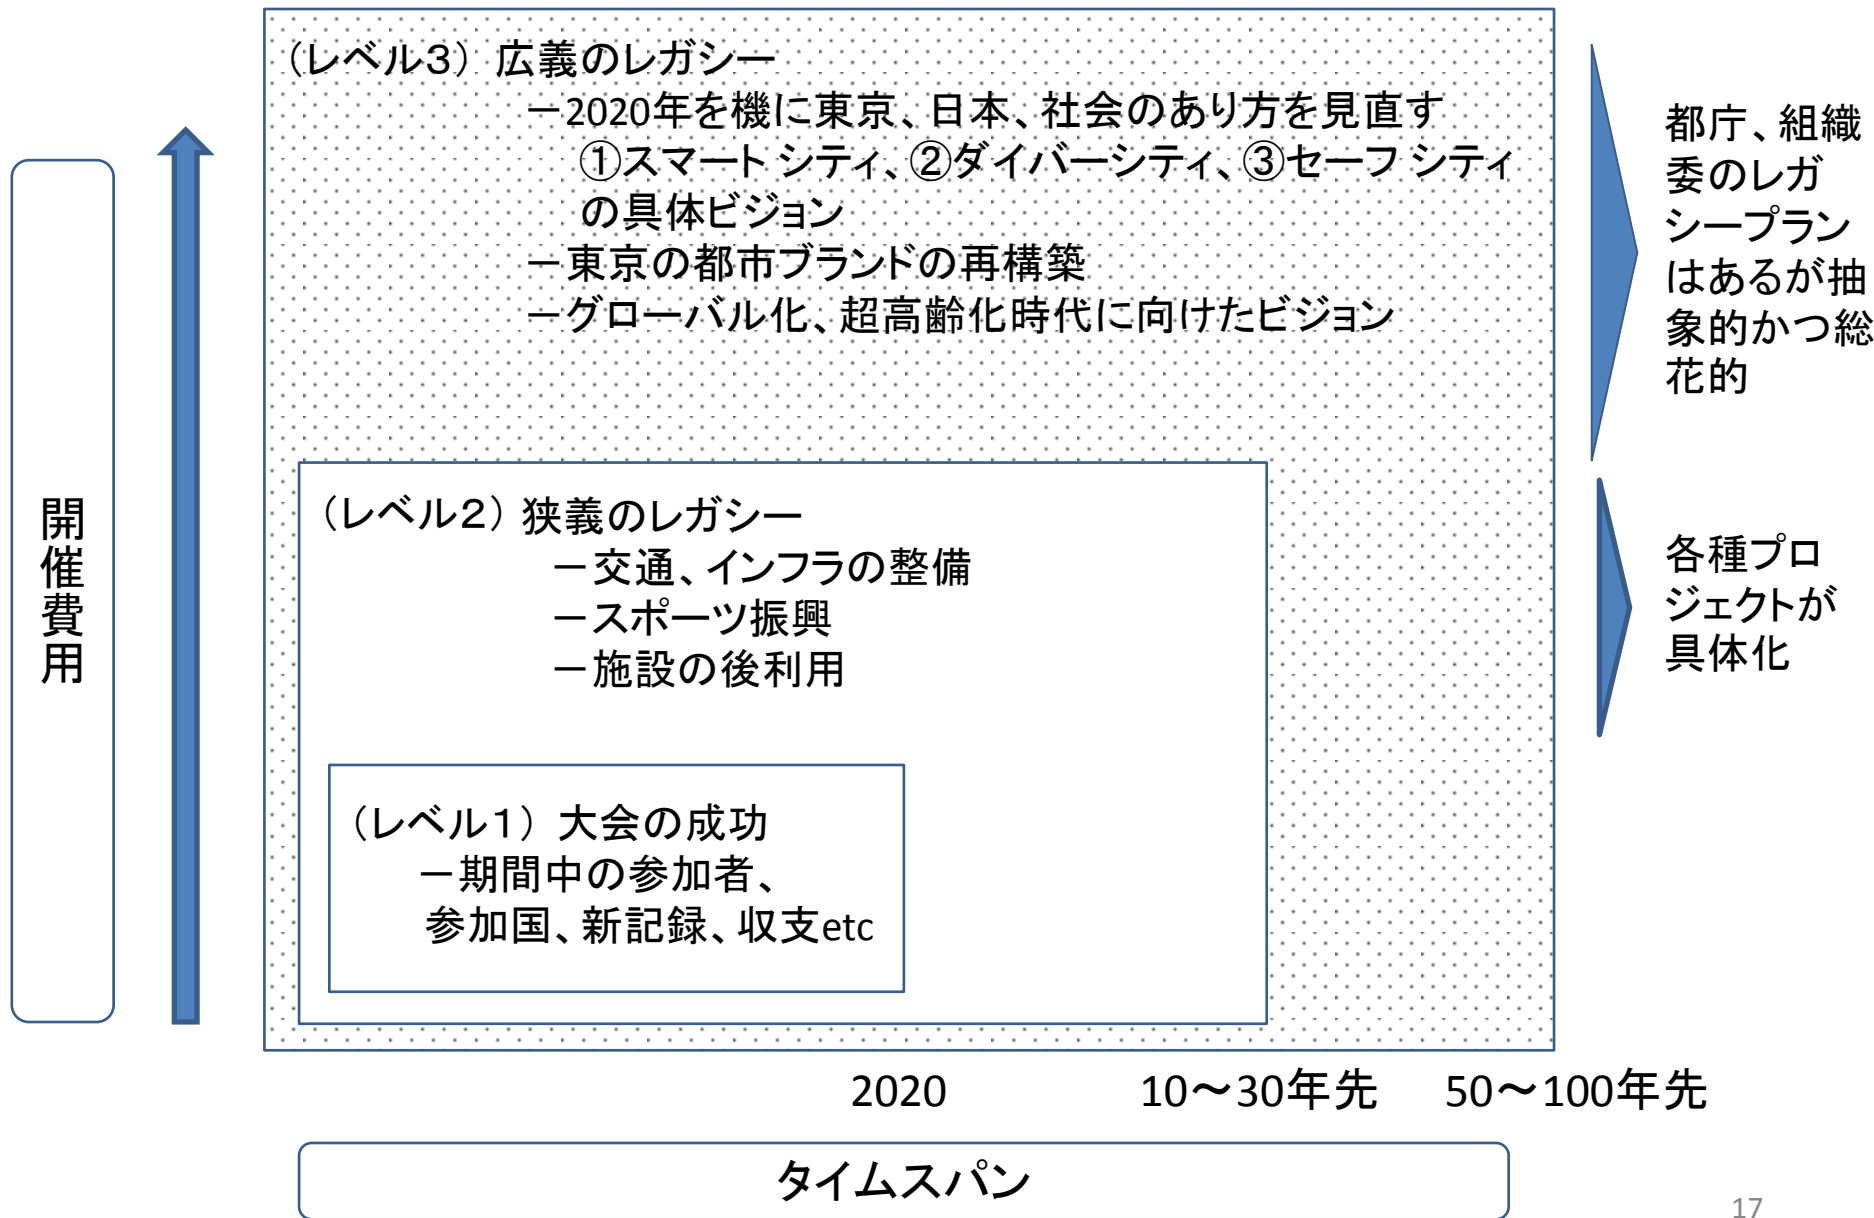 (レベル3) 広義のレガシー
－2020年を機に東京、日本、社会のあり方を見直す
①スマート シティ、②ダイバーシティ、③セーフ シティ
の具体ビジョン
－東京の都市ブランドの再構築
－グローバル化、超高齢化時代に向けたビジョン
都庁、組織
委のレガ
シープラン
はあるが抽
象的かつ総
花的
開催費用
(レベル2) 狭義のレガシー
－交通、インフラの整備
－スポーツ振興
－施設の後利用
各種プロ
ジェクトが
具体化
(レベル1) 大会の成功
－期間中の参加者、
参加国、新記録、収支etc
2020 10～30年先 50～100年先
タイムスパン
17